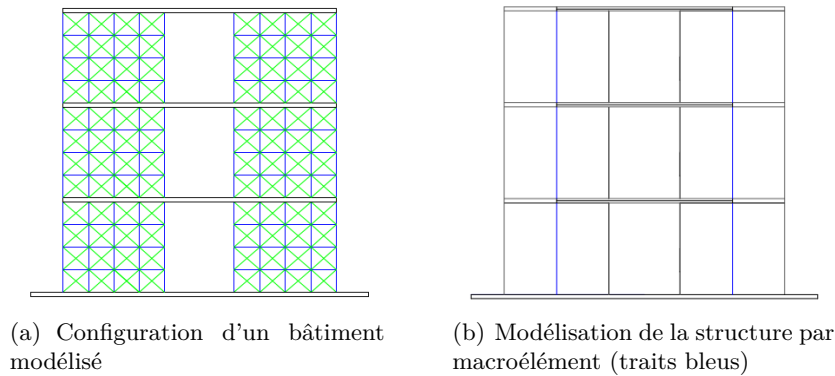 (a) Configuration d'un bâtiment
modélisé
(b) Modélisation de la structure par
macroélément (traits bleus)